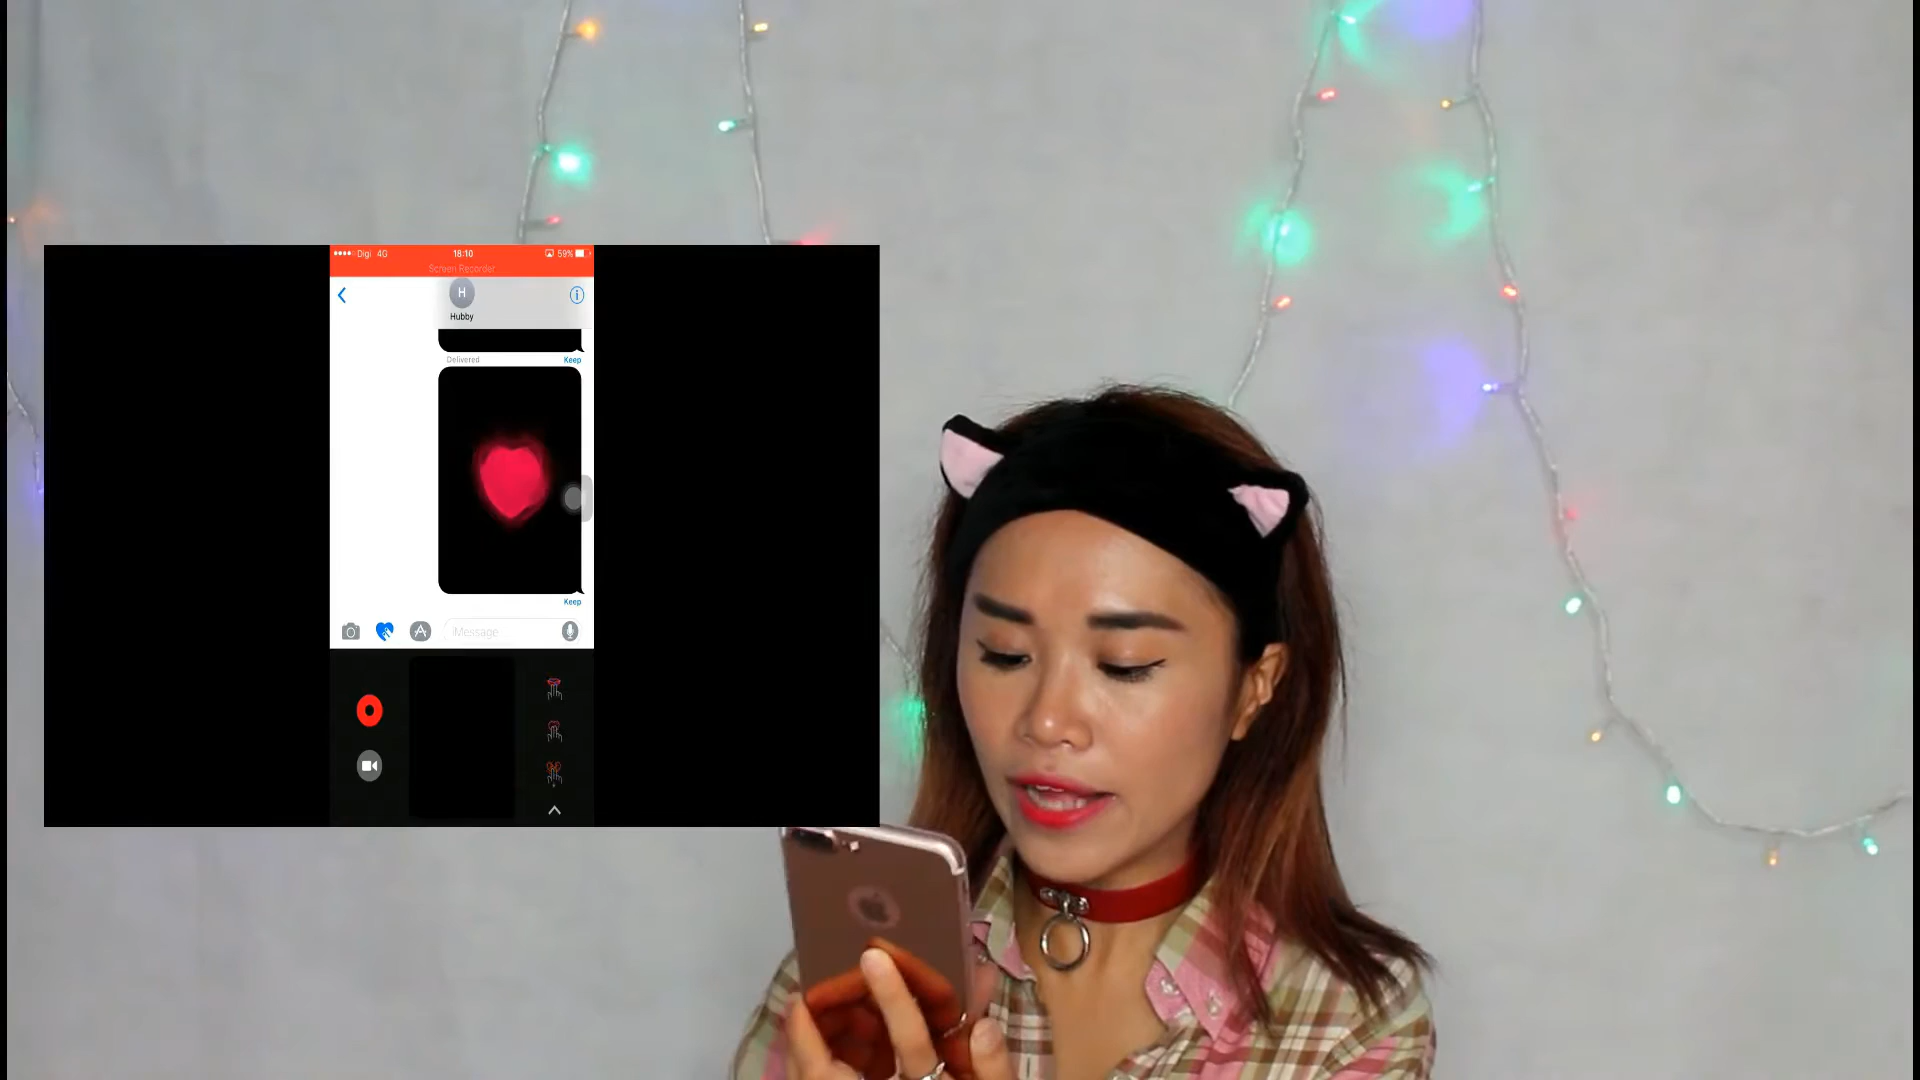 Digi 4G 18:10 59%
Screen Recorder
H
Hubby
Delivered Keep
Keep
iMessage